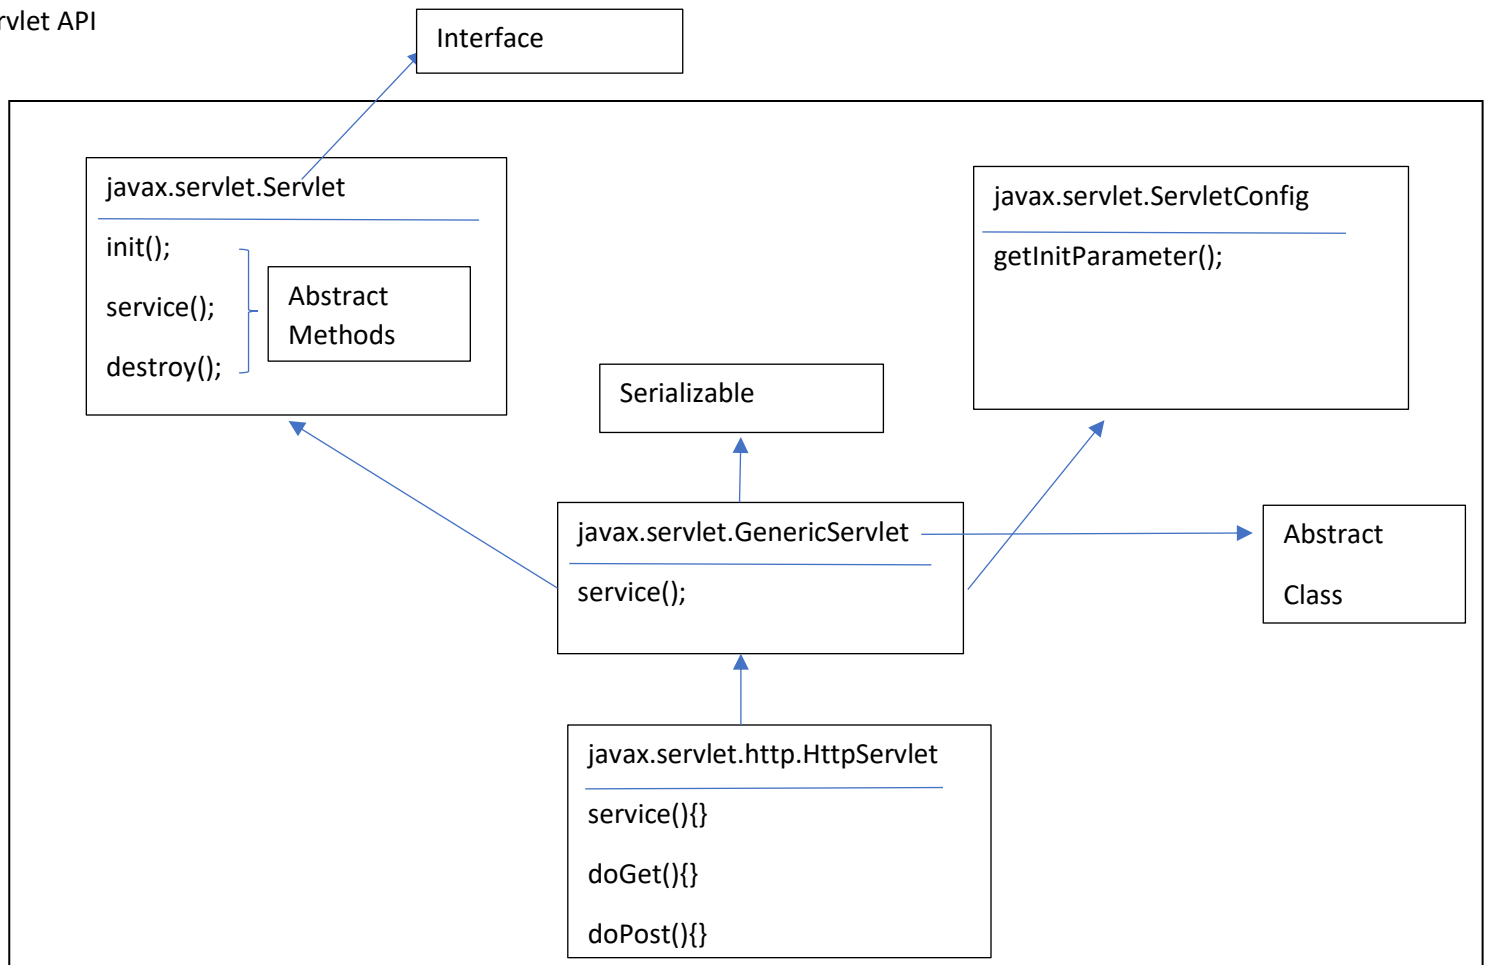 rvlet API
Interface
javax.servlet.Servlet
init();
service();
destroy();
Abstract
Methods
javax.servlet.ServletConfig
getInitParameter();
Serializable
javax.servlet.GenericServlet
service();
Abstract
Class
javax.servlet.http.HttpServlet
service(){}
doGet(){}
doPost(){}